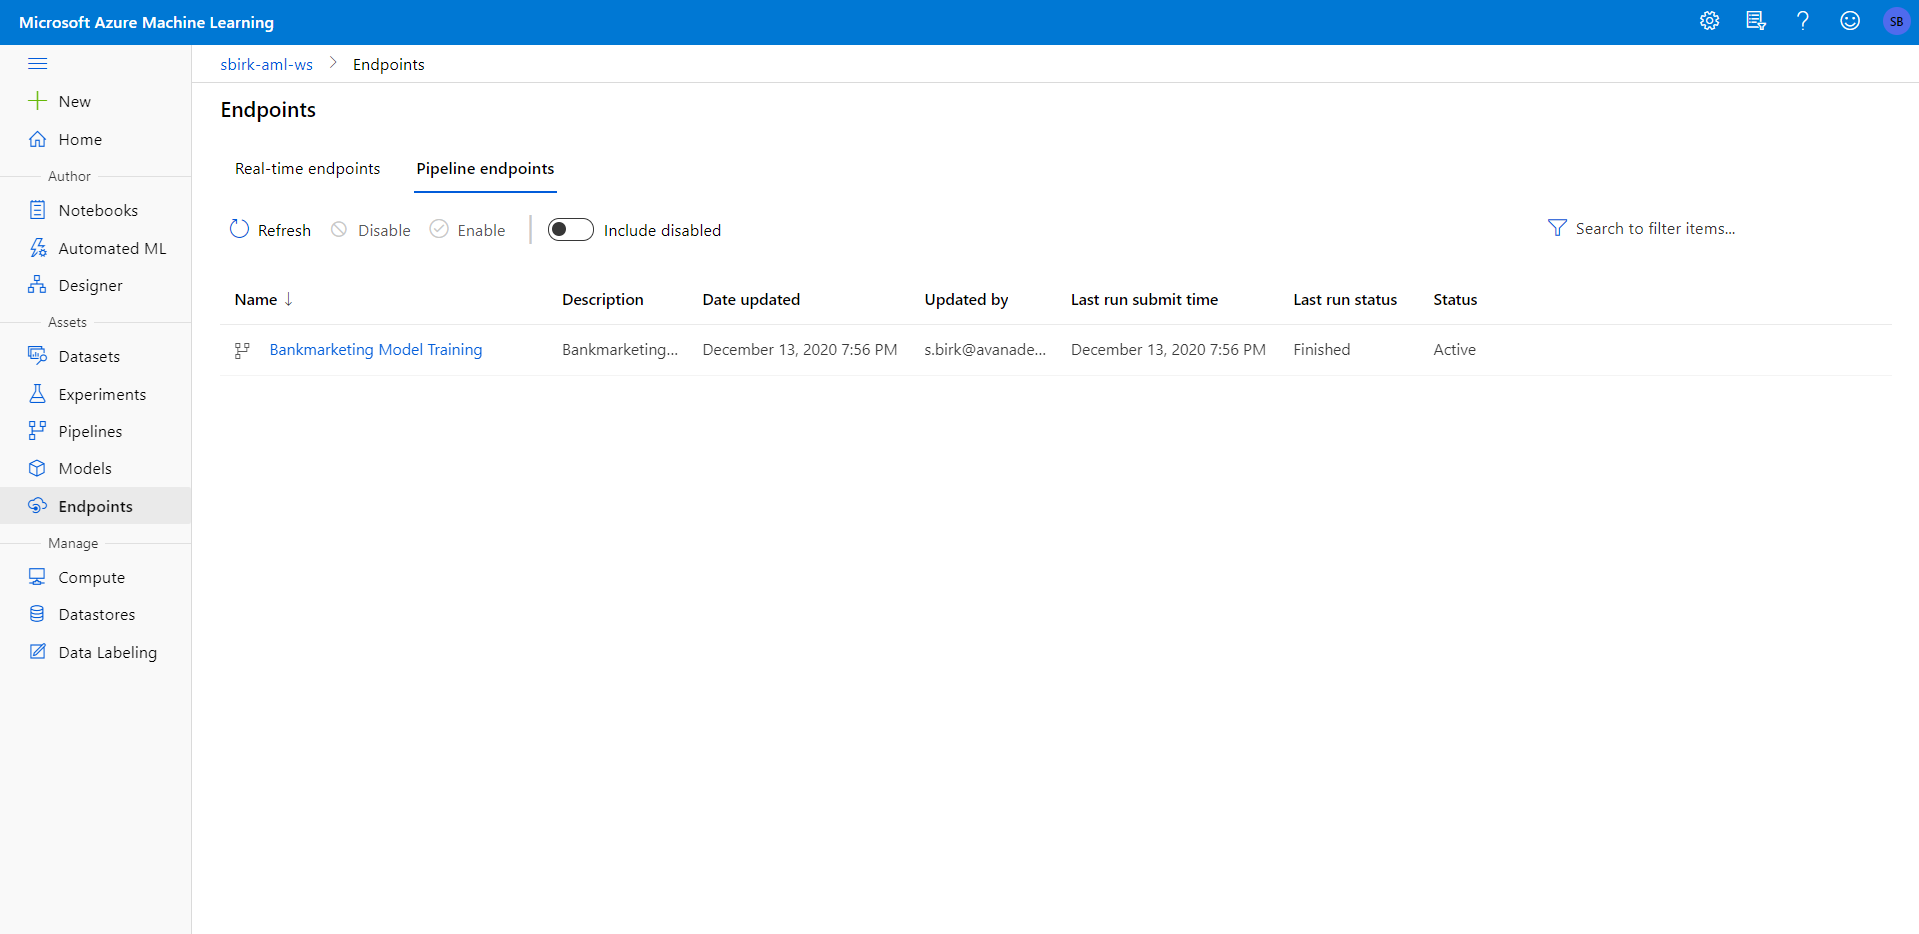 Microsoft Azure Machine Learning
SB
sbirk-aml-ws > Endpoints
New
Home
Author
Notebooks
Automated ML
Designer
Assets
Datasets
Experiments
Pipelines
Models
Endpoints
Manage
Compute
Datastores
Data Labeling
Endpoints
Real-time endpoints Pipeline endpoints
Refresh Disable Enable Include disabled Search to filter items...
Name ↓ Description Date updated Updated by Last run submit time Last run status Status
Bankmarketing Model Training Bankmarketing... December 13, 2020 7:56 PM s.birk@avanade... December 13, 2020 7:56 PM Finished Active